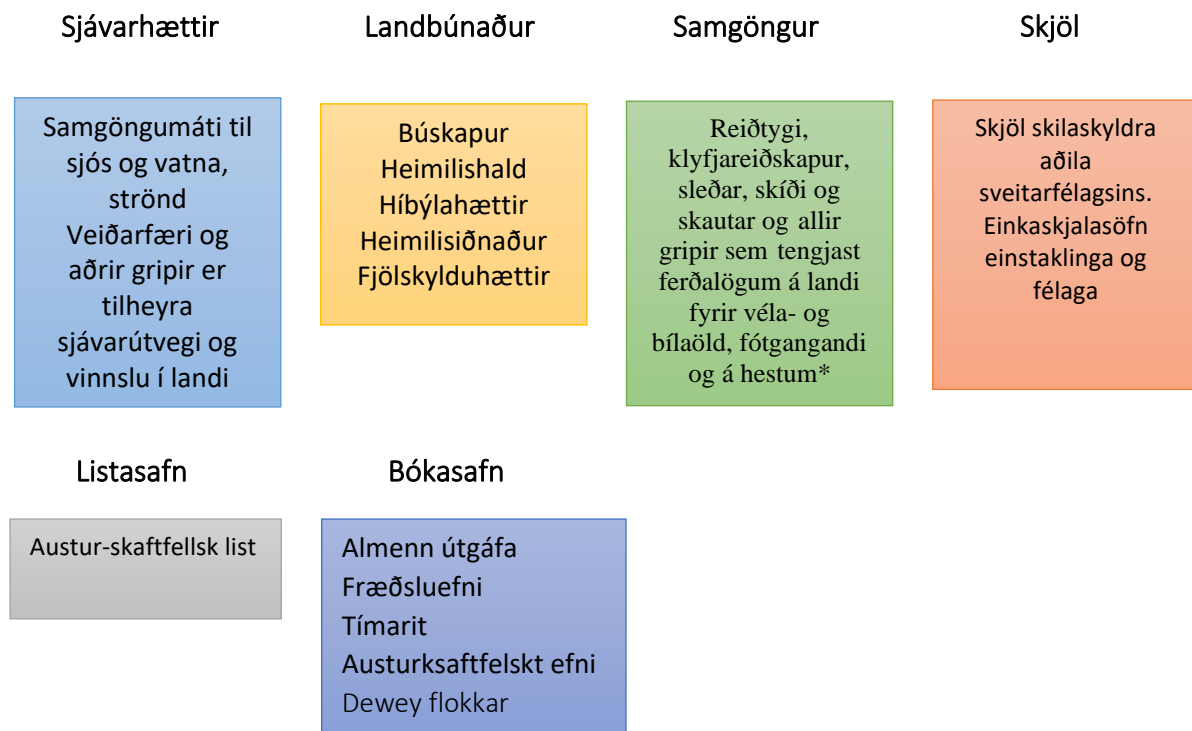 Sjávarhættir
Samgöngumáti til
sjós og vatna,
strönd
Veiðarfæri og
aðrir gripir er
tilheyra
sjávarútvegi og
vinnslu í landi
Landbúnaður
Búskapur
Heimilishald
Híbýlahættir
Heimilisiðnaður
Fjölskylduhættir
Samgöngur
Reiðtygi,
klyfjareiðskapur,
sleðar, skíði og
skautar og allir
gripir sem tengjast
ferðalögum á landi
fyrir véla- og
bílaöld, fótgangandi
og á hestum*
Skjöl
Skjöl skilaskyldra
aðila
sveitarfélagsins.
Einkaskjalasöfn
einstaklinga og
félaga
Listasafn
Austur-skaftfellsk list
Bókasafn
Almenn útgáfa
Fræðsluefni
Tímarit
Austurksaftfelskt efni
Dewey flokkar